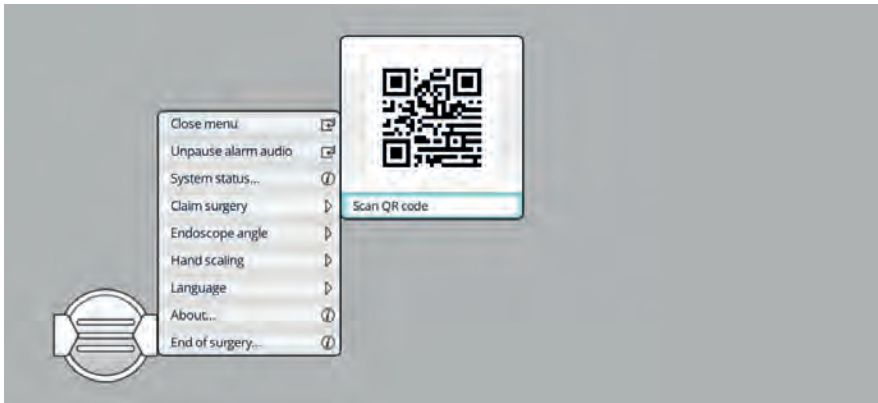 Close menu
Unpause alarm audio
System status...
Claim surgery
Scan QR code
Endoscope angle
Hand scaling
Language
About...
End of surgery...